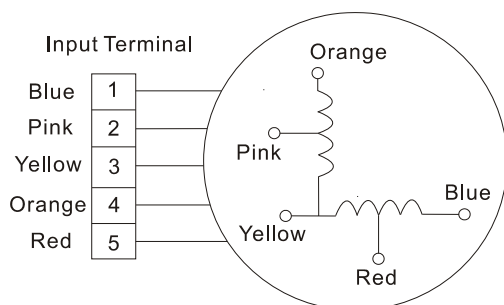 Input Terminal
Blue 1
Pink 2
Yellow 3
Orange 4
Red 5
Orange
Pink
Yellow
Blue
Red